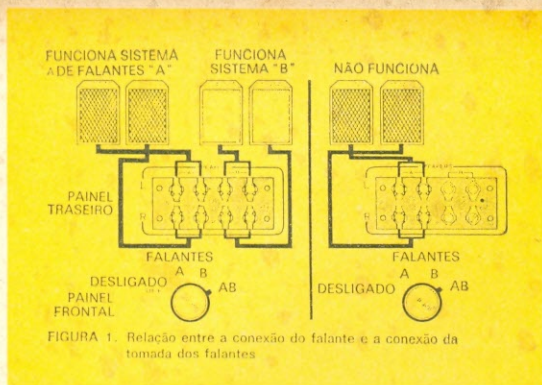 FUNCIONA SISTEMA
A DE FALANTES "A"
FUNCIONA
SISTEMA "B"
NÃO FUNCIONA
PAINEL
TRASEIRO
L
R
L
R
FALANTES
A B
AB
DESLIGADO
PAINEL
FRONTAL
FALANTES
A B
AB
DESLIGADO
FIGURA 1. Relação entre a conexão do falante e a conexão da
tomada dos falantes